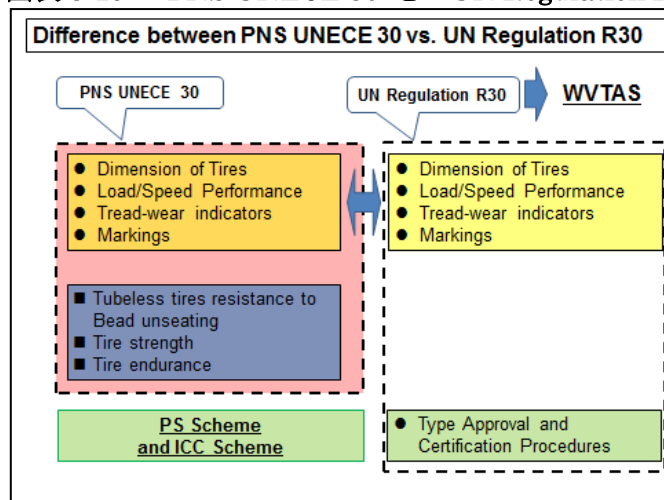 Difference between PNS UNECE 30 vs. UN Regulation R30
PNS UNECE 30
UN Regulation R30
WVTAS
● Dimension of Tires
● Load/Speed Performance
● Tread-wear indicators
● Markings
● Dimension of Tires
● Load/Speed Performance
● Tread-wear indicators
● Markings
■ Tubeless tires resistance to
Bead unseating
■ Tire strength
■ Tire endurance
PS Scheme
and ICC Scheme
● Type Approval and
Certification Procedures